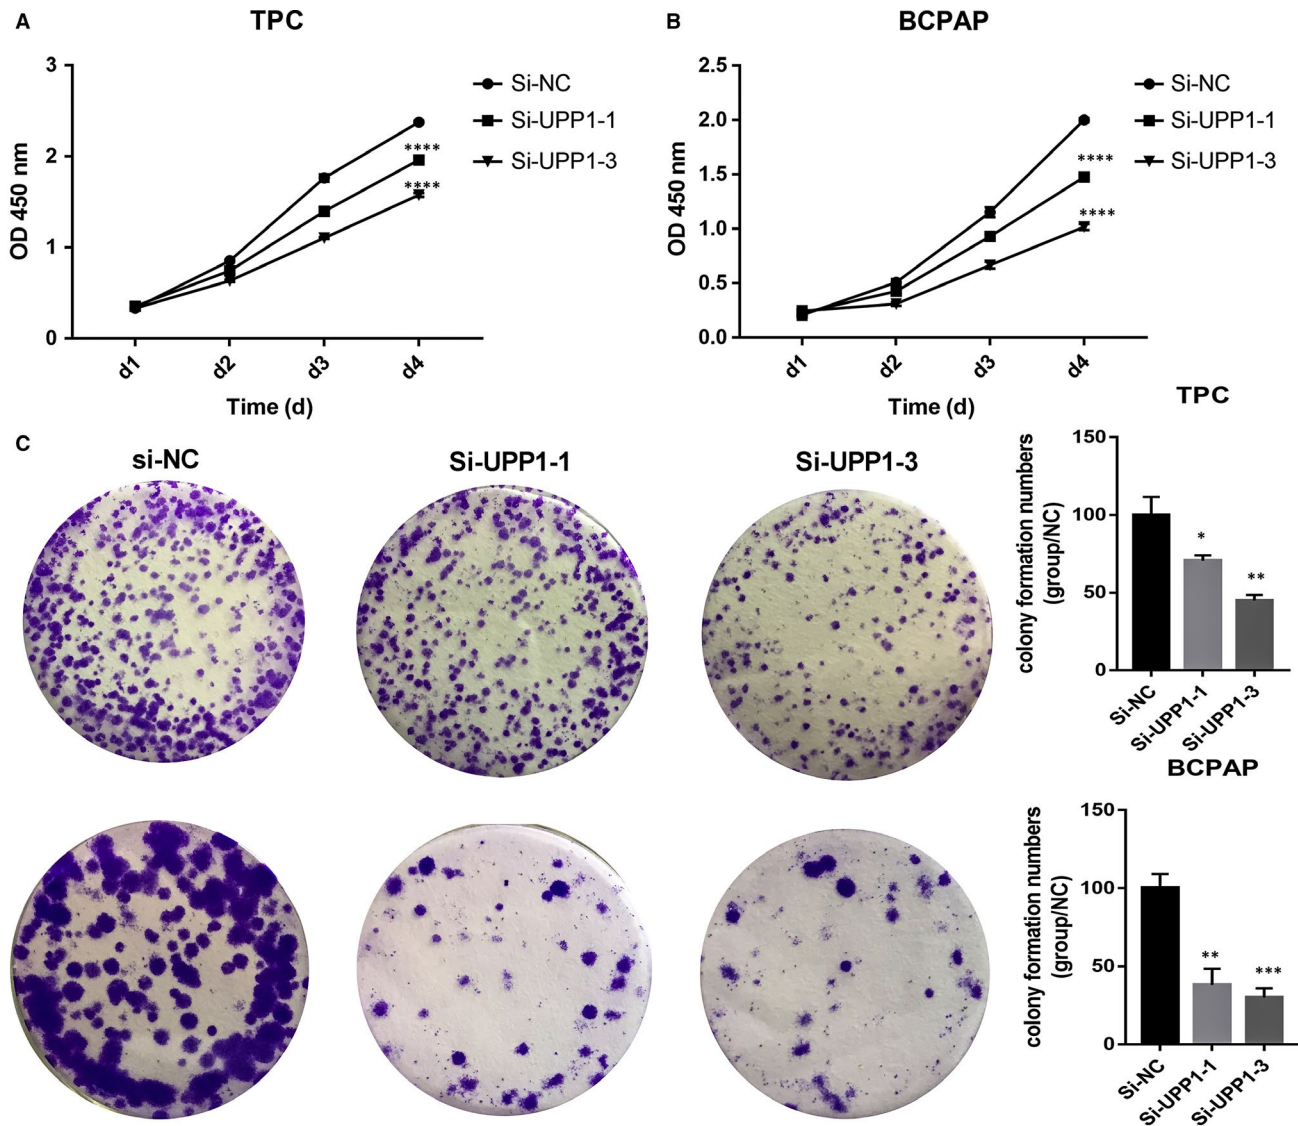 A
TPC
3
2
1
0
OD 450 nm
d1
d2
d3
d4
Time (d)
Si-NC
Si-UPP1-1
Si-UPP1-3
****
****
B
BCPAP
2.5
2.0
1.5
1.0
0.5
0.0
OD 450 nm
d1
d2
d3
d4
Time (d)
Si-NC
Si-UPP1-1
Si-UPP1-3
****
****
C
si-NC
Si-UPP1-1
Si-UPP1-3
TPC
150
100
50
0
colony formation numbers
(group/NC)
*
**
Si-NC
Si-UPP1-1
Si-UPP1-3
BCPAP
150
100
50
0
colony formation numbers
(group/NC)
**
***
Si-NC
Si-UPP1-1
Si-UPP1-3